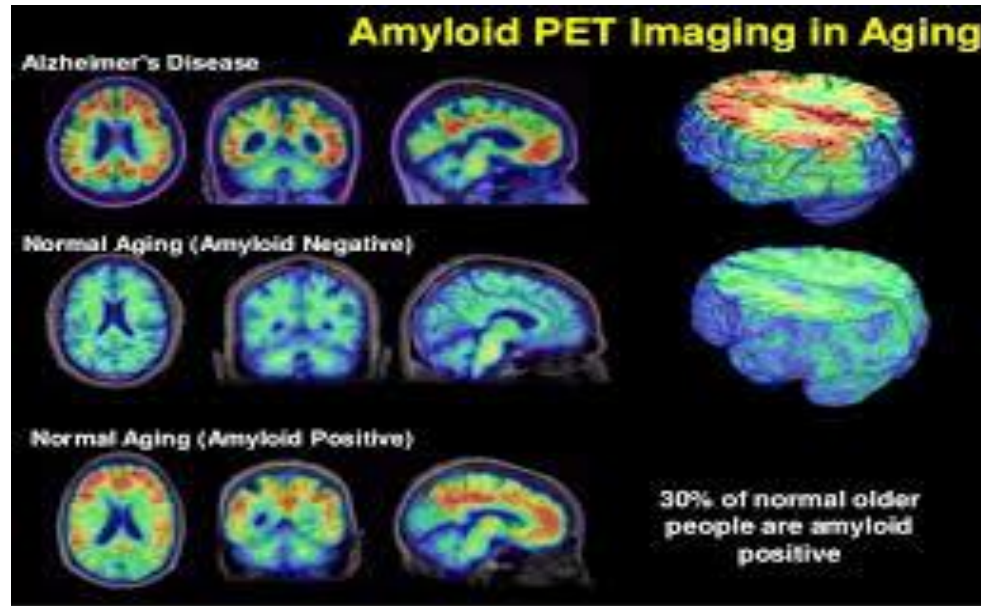 Amyloid PET Imaging in Aging
Alzheimer's Disease
Normal Aging (Amyloid Negative)
Normal Aging (Amyloid Positive)
30% of normal older
people are amyloid
positive